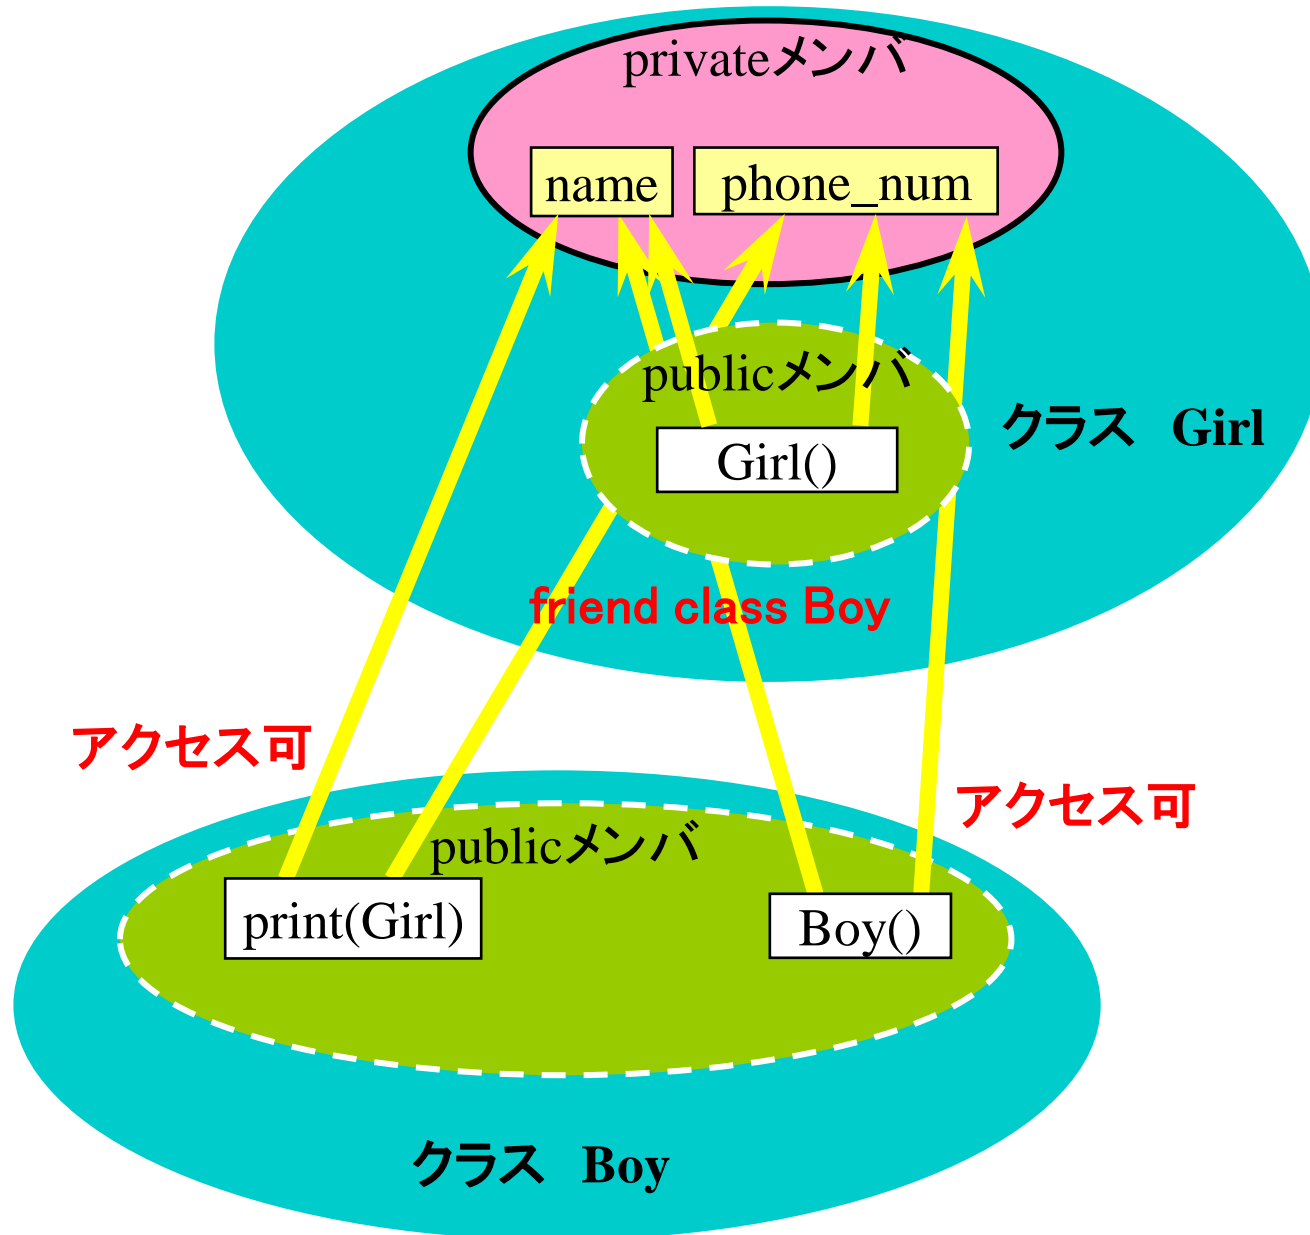 privateメンバ
name
phone_num
publicメンバ
クラス Girl
Girl()
friend class Boy
アクセス可
アクセス可
publicメンバ
print(Girl)
Boy()
クラス Boy